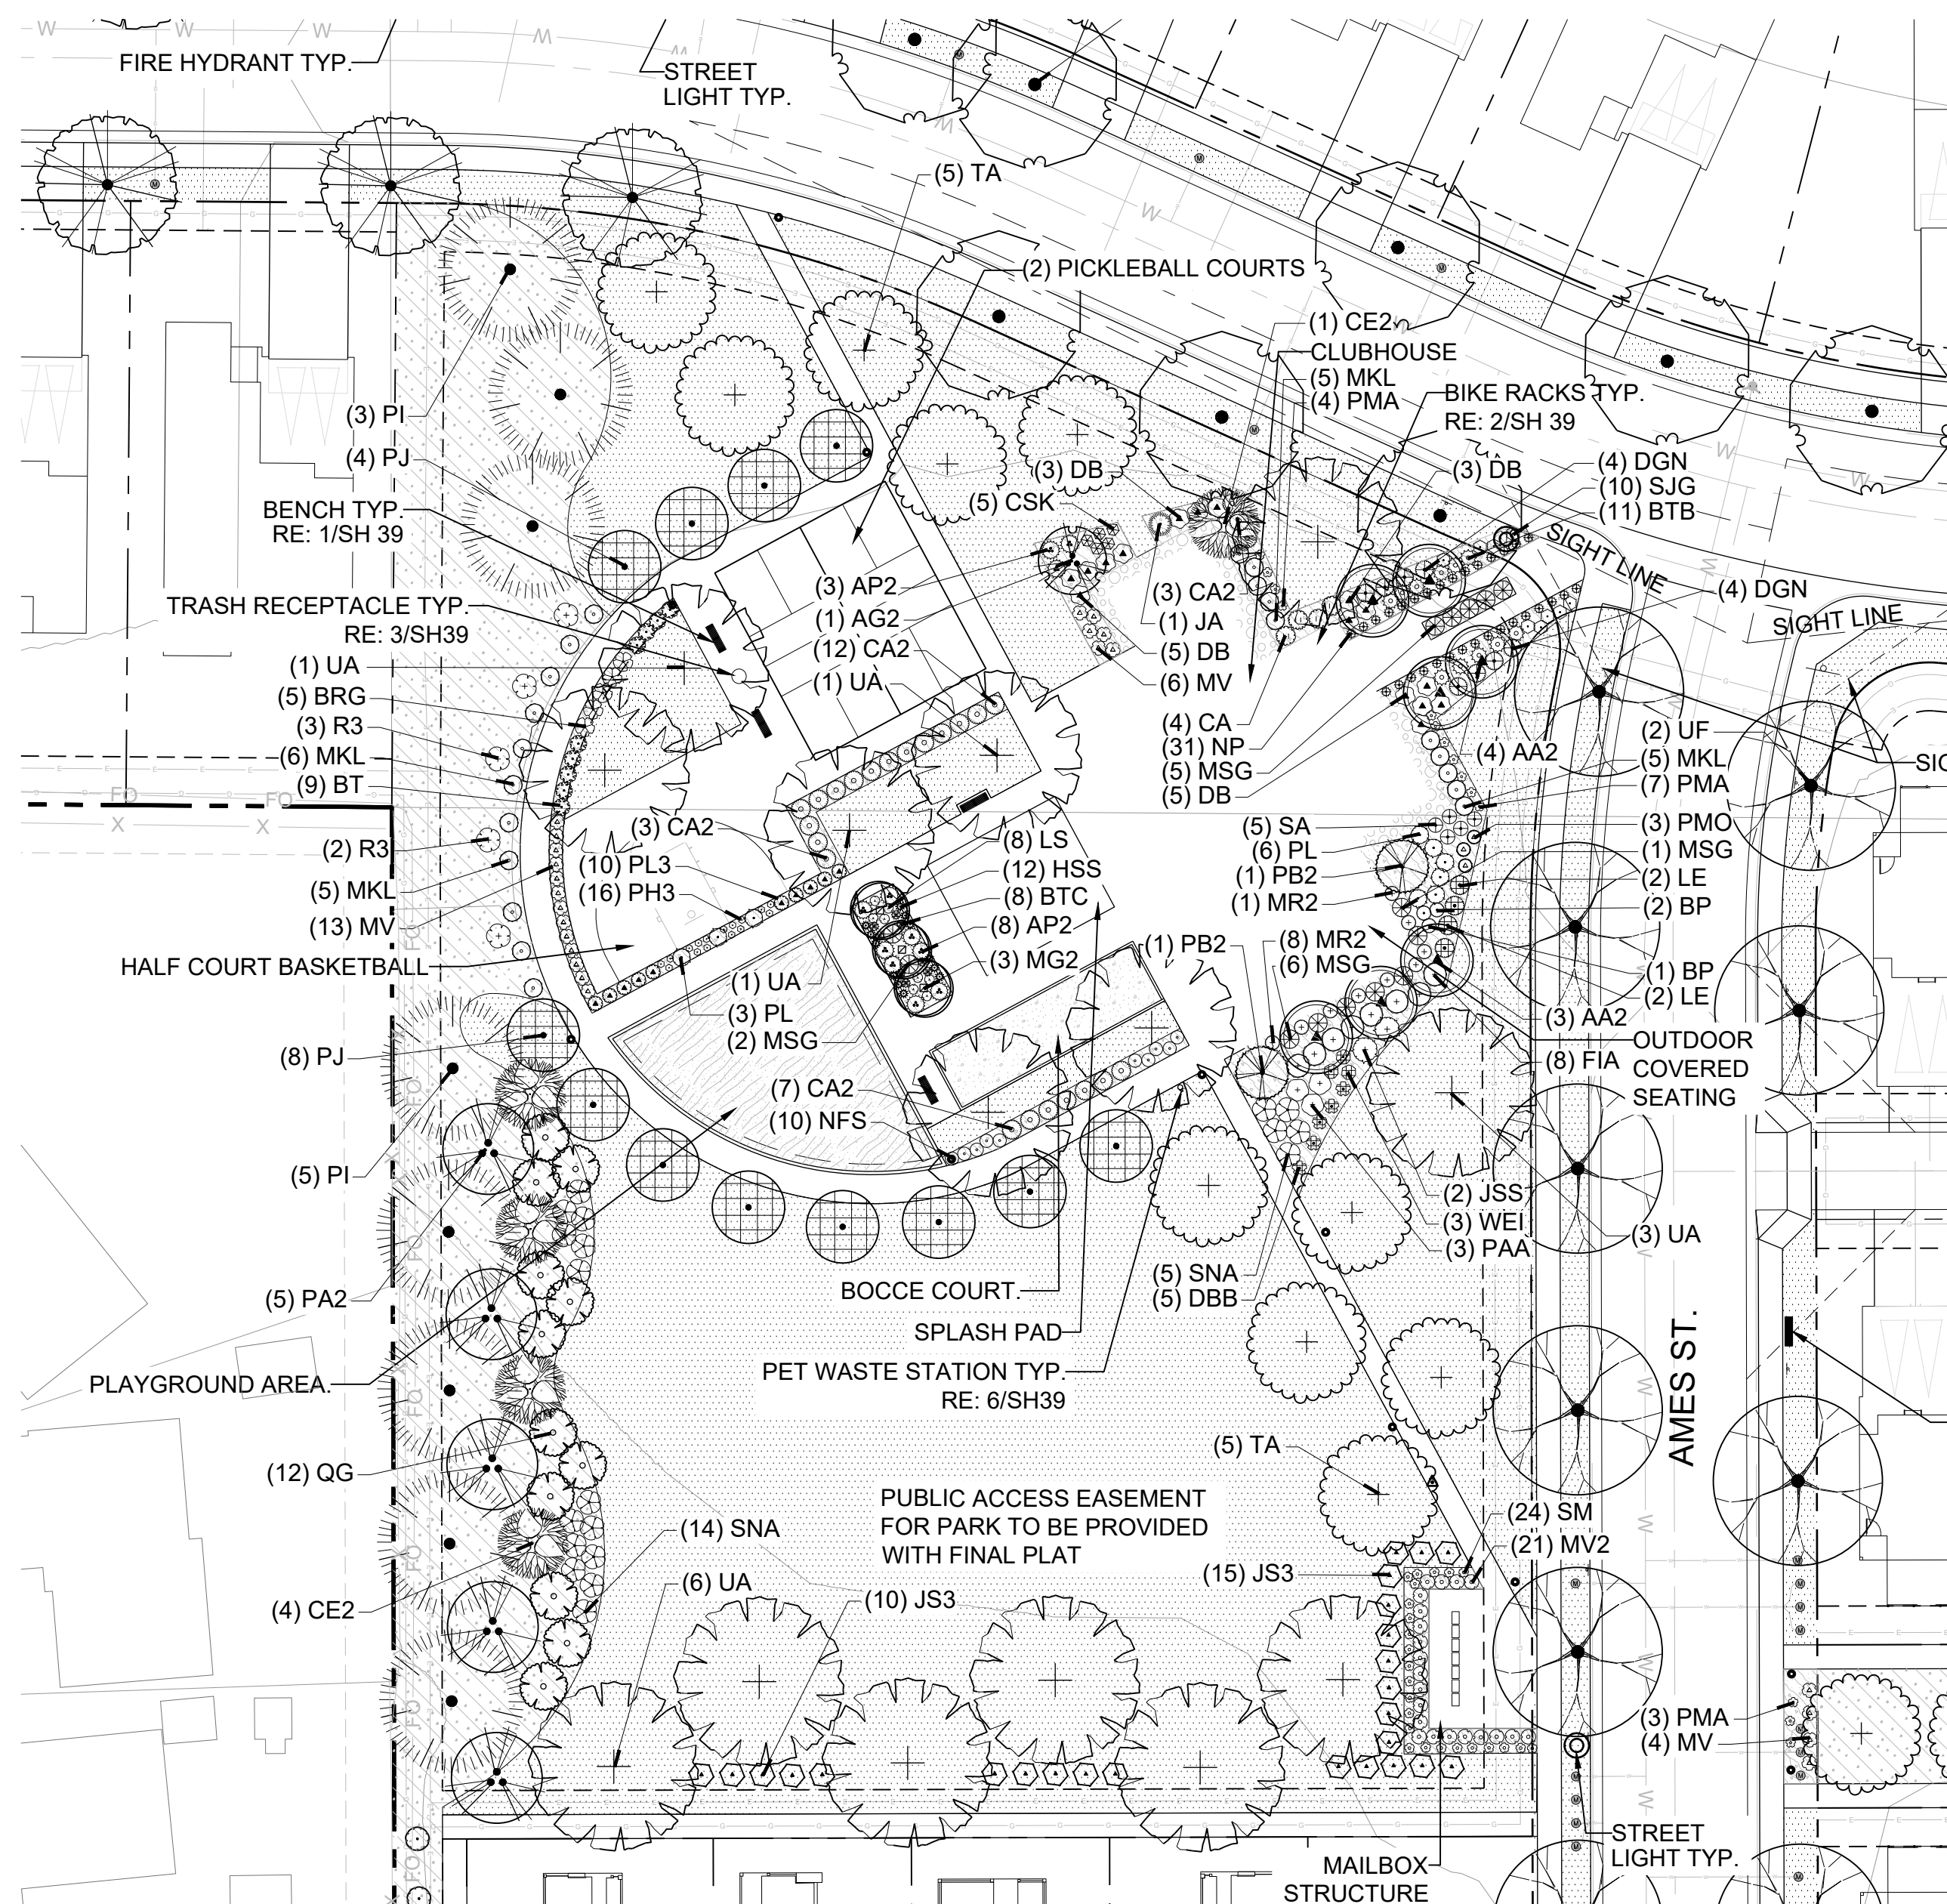 FIRE HYDRANT TYP.
STREET
LIGHT TYP.
(5) TA
(2) PICKLEBALL COURTS
(1) CE2
CLUBHOUSE
(5) MKL
(4) PMA
BIKE RACKS TYP.
RE: 2/SH 39
(3) PI
(4) PJ
BENCH TYP.
RE: 1/SH 39
TRASH RECEPTACLE TYP.
RE: 3/SH39
(1) UA
(5) BRG
(3) R3
(6) MKL
(9) BT
(2) R3
(5) MKL
(13) MV
HALF COURT BASKETBALL
(8) PJ
(5) PI
(5) PA2
PLAYGROUND AREA.
(12) QG
(4) CE2
(3) DB
(5) CSK
(3) AP2
(1) AG2
(12) CA2
(1) UA
(3) CA2
(10) PL3
(16) PH3
(1) UA
(3) PL
(2) MSG
(7) CA2
(10) NFS
(8) LS
(12) HSS
(8) BTC
(8) AP2
(3) MG2
(3) DB
(4) DGN
(10) SJG
(11) BTB
SIGHT LINE
(4) DGN
SIGHT LINE
(3) CA2
(1) JA
(5) DB
(6) MV
(4) CA
(31) NP
(5) MSG
(5) DB
(4) AA2
(2) UF
(5) MKL
(7) PMA
SIG
(5) SA
(6) PL
(1) PB2
(1) MR2
(3) PMO
(1) MSG
(2) LE
(2) BP
(1) PB2
(8) MR2
(6) MSG
(1) BP
(2) LE
(3) AA2
(8) FIA
OUTDOOR
COVERED
SEATING
(2) JSS
(3) WEI
(3) PAA
(3) UA
(5) SNA
(5) DBB
BOCCE COURT.
SPLASH PAD
PET WASTE STATION TYP.
RE: 6/SH39
AMES ST.
(5) TA
PUBLIC ACCESS EASEMENT
FOR PARK TO BE PROVIDED
WITH FINAL PLAT
(14) SNA
(6) UA
(10) JS3
(15) JS3
(24) SM
(21) MV2
(3) PMA
(4) MV
STREET
LIGHT TYP.
MAILBOX
STRUCTURE